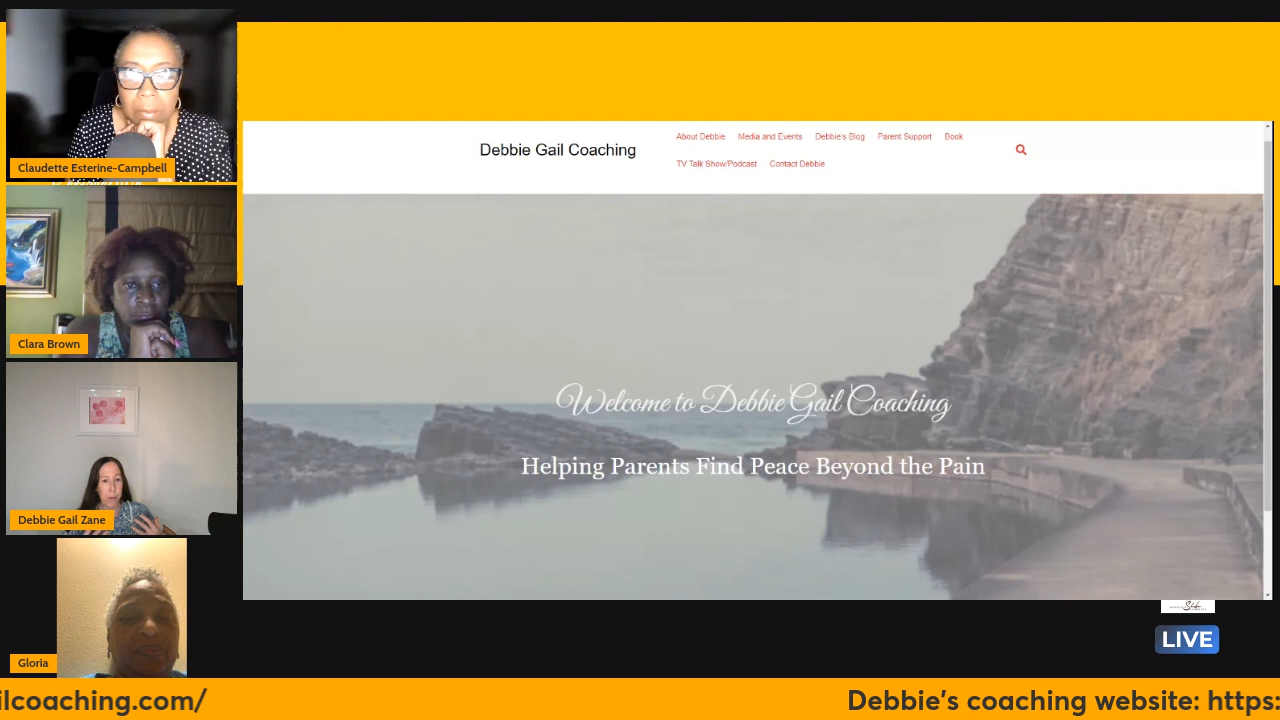 Claudette Esterine-Campbell
Clara Brown
Debbie Gail Zane
Gloria
Debbie Gail Coaching
About Debbie Media and Events Debbie's Blog Parent Support Book
TV Talk Show/Podcast Contact Debbie
Welcome to Debbie Gail Coaching
Helping Parents Find Peace Beyond the Pain
LIVE
ilcoaching.com/ Debbie's coaching website: https: